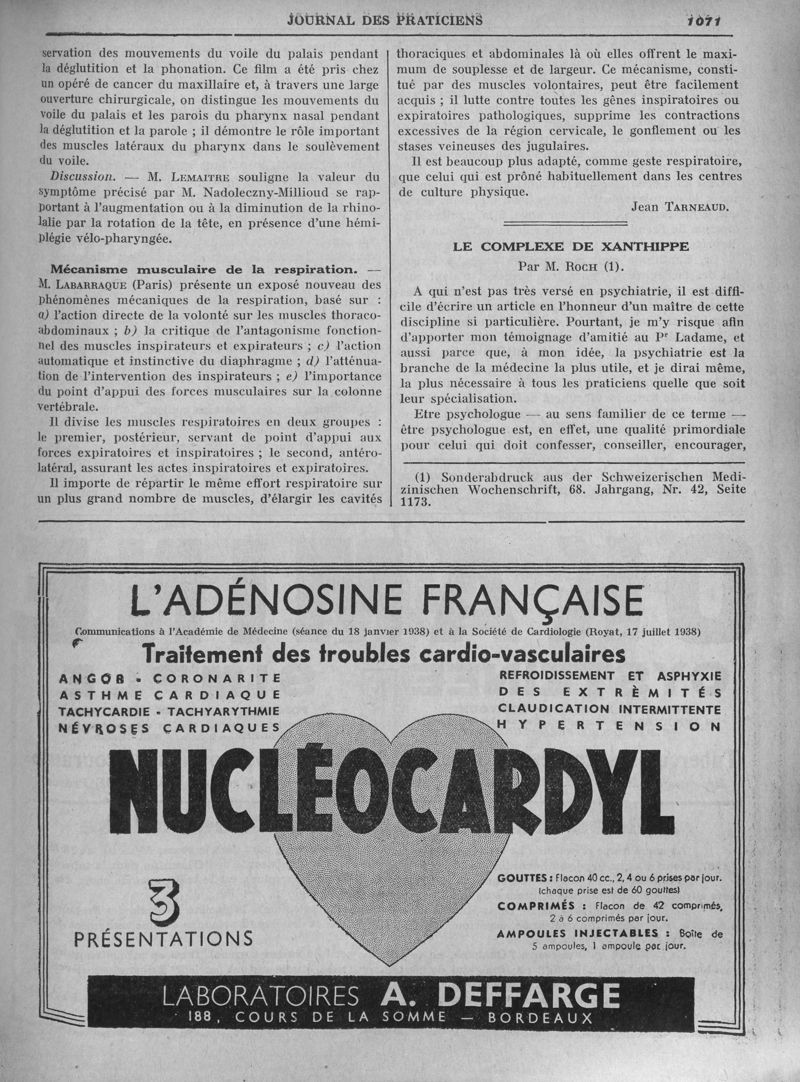 JOURNAL DES PRATICIENS 1071
servation des mouvements du voile du palais pendant
la déglutition et la phonation. Ce film a été pris chez
un opéré de cancer du maxillaire et, à travers une large
ouverture chirurgicale, on distingue les mouvements du
voile du palais et les parois du pharynx nasal pendant
la déglutition et la parole ; il démontre le rôle important
des muscles latéraux du pharynx dans le soulèvement
du voile.
Discussion. — M. LEMAITRE souligne la valeur du
symptôme précisé par M. Nadoleczny-Millioud se rap-
portant à l'augmentation ou à la diminution de la rhino-
lalie par la rotation de la tête, en présence d'une hémi-
plégie vélo-pharyngée.
Mécanisme musculaire de la respiration. —
M. LABARRAQUE (Paris) présente un exposé nouveau des
phénomènes mécaniques de la respiration, basé sur :
a) l'action directe de la volonté sur les muscles thoraco-
abdominaux ; b) la critique de l'antagonisme fonction-
nel des muscles inspirateurs et expirateurs ; c) l'action
automatique et instinctive du diaphragme ; d) l'atténua-
tion de l'intervention des inspirateurs ; e) l'importance
du point d'appui des forces musculaires sur la colonne
vertébrale.
Il divise les muscles respiratoires en deux groupes :
le premier, postérieur, servant de point d'appui aux
forces expiratoires et inspiratoires ; le second, antéro-
latéral, assurant les actes inspiratoires et expiratoires.
Il importe de répartir le même effort respiratoire sur
un plus grand nombre de muscles, d'élargir les cavités
thoraciques et abdominales là où elles offrent le maxi-
mum de souplesse et de largeur. Ce mécanisme, consti-
tué par des muscles volontaires, peut être facilement
acquis ; il lutte contre toutes les gênes inspiratoires ou
expiratoires pathologiques, supprime les contractions
excessives de la région cervicale, le gonflement ou les
stases veineuses des jugulaires.
Il est beaucoup plus adapté, comme geste respiratoire,
que celui qui est prôné habituellement dans les centres
de culture physique.
Jean TARNEAUD.
LE COMPLEXE DE XANTHIPPE
Par M. ROCH (1).
A qui n'est pas très versé en psychiatrie, il est diffi-
cile d'écrire un article en l'honneur d'un maître de cette
discipline si particulière. Pourtant, je m'y risque afin
d'apporter mon témoignage d'amitié au Pr Ladame, et
aussi parce que, à mon idée, la psychiatrie est la
branche de la médecine la plus utile, et je dirai même,
la plus nécessaire à tous les praticiens quelle que soit
leur spécialisation.
Etre psychologue — au sens familier de ce terme —
être psychologue est, en effet, une qualité primordiale
pour celui qui doit confesser, conseiller, encourager,
(1) Sonderabdruck aus der Schweizerischen Medi-
zinischen Wochenschrift, 68. Jahrgang, Nr. 42, Seite
1173.
L'ADÉNOSINE FRANÇAISE
Communications à l'Académie de Médecine (séance du 18 janvier 1938) et à la Société de Cardiologie (Royat, 17 juillet 1938)
Traitement des troubles cardio-vasculaires
ANGOR - CORONARITE
ASTHME CARDIAQUE
TACHYCARDIE - TACHYARYTHMIE
NÉVROSES CARDIAQUES
REFROIDISSEMENT ET ASPHYXIE
DES EXTRÈMITÉS
CLAUDICATION INTERMITTENTE
HYPERTENSION
NUCLÉOCARDYL
3
PRÉSENTATIONS
GOUTTES : Flacon 40 cc., 2, 4 ou 6 prises par jour.
(chaque prise est de 60 gouttes)
COMPRIMÉS : Flacon de 42 comprimés,
2 à 6 comprimés par jour.
AMPOULES INJECTABLES : Boîte de
5 ampoules, 1 ampoule par jour.
LABORATOIRES A. DEFFARGE
188, COURS DE LA SOMME — BORDEAUX